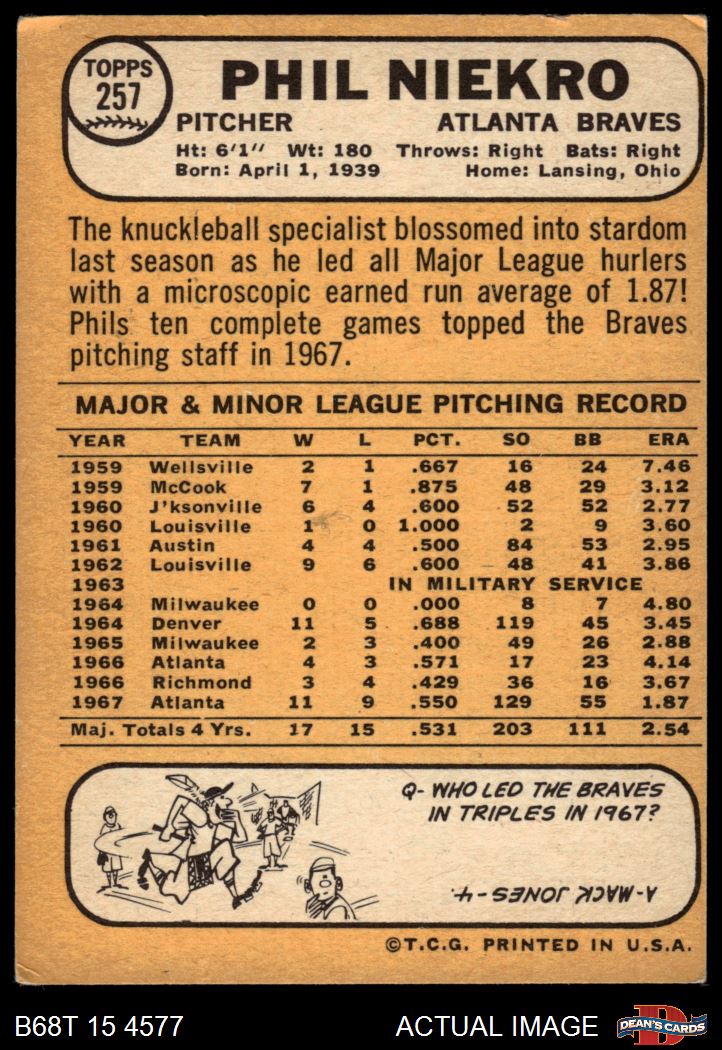 TOPPS
257
PHIL NIEKRO
PITCHER ATLANTA BRAVES
Ht: 6'1" Wt: 180 Throws: Right Bats: Right
Born: April 1, 1939 Home: Lansing, Ohio
The knuckleball specialist blossomed into stardom
last season as he led all Major League hurlers
with a microscopic earned run average of 1.87!
Phils ten complete games topped the Braves
pitching staff in 1967.
MAJOR & MINOR LEAGUE PITCHING RECORD
YEAR TEAM W L PCT. SO BB ERA
1959 Wellsville 2 1 .667 16 24 7.46
1959 McCook 7 1 .875 48 29 3.12
1960 J'ksonville 6 4 .600 52 52 2.77
1960 Louisville 1 0 1.000 2 9 3.60
1961 Austin 4 4 .500 84 53 2.95
1962 Louisville 9 6 .600 48 41 3.86
1963 IN MILITARY SERVICE
1964 Milwaukee 0 0 .000 8 7 4.80
1964 Denver 11 5 .688 119 45 3.45
1965 Milwaukee 2 3 .400 49 26 2.88
1966 Atlanta 4 3 .571 17 23 4.14
1966 Richmond 3 4 .429 36 16 3.67
1967 Atlanta 11 9 .550 129 55 1.87
Maj. Totals 4 Yrs. 17 15 .531 203 111 2.54
Q- WHO LED THE BRAVES
IN TRIPLES IN 1967?
A- MACK JONES - 4.
©T.C.G. PRINTED IN U.S.A.
B68T 15 4577 ACTUAL IMAGE DEAN'S CARDS